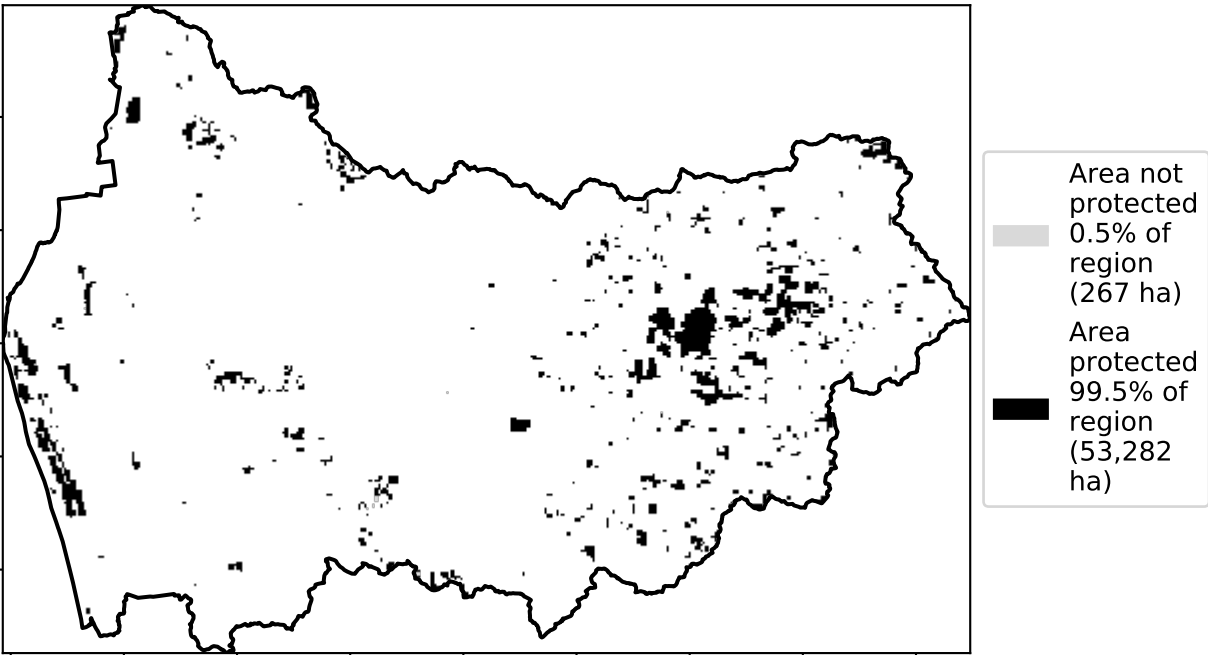 Area not
protected
0.5% of
region
(267 ha)
Area
protected
99.5% of
region
(53,282
ha)